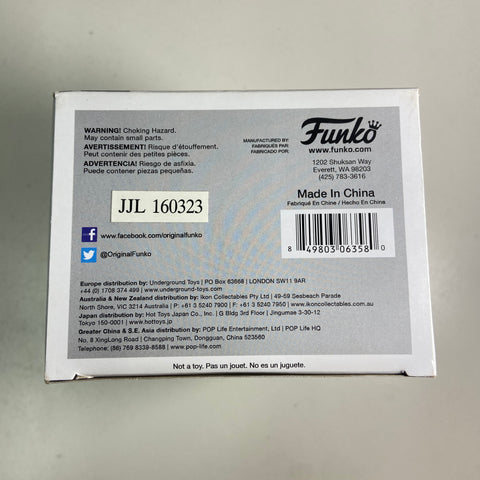 WARNING! Choking Hazard.
May contain small parts.
AVERTISSEMENT! Risque d'étouffement.
Peut contenir des petites pièces.
ADVERTENCIA! Riesgo de asfixia.
Puede contener piezas pequeñas.
MANUFACTURED BY:
FABRIQUÉS PAR:
FABRICADO POR:
Funko
www.funko.com
1202 Shuksan Way
Everett, WA 98203
(425) 783-3616
Made In China
Fabriqué En Chine / Hecho En China
8 49803 06358 0
JJL 160323
www.facebook.com/originalFunko
@OriginalFunko
Europe distribution by: Underground Toys | PO Box 63668 | LONDON SW11 9AR
+44 (0) 1708 374 499 | www.underground-toys.com
Australia & New Zealand distribution by: Ikon Collectables Pty Ltd | 49-59 Seabeach Parade
North Shore, VIC 3214 Australia | P: +61 3 5240 7900 | F: +61 3 5240 7950 | www.ikoncollectables.com.au
Japan distribution by: Hot Toys Japan Co., Inc. | G Bldg 3rd Floor | Jingumae 3-30-12
Tokyo 150-0001 | www.hottoys.jp
Greater China & S.E. Asia distribution by: POP Life Entertainment, Ltd | POP Life HQ
No. 8 XingLong Road | Changping Town, Dongguan, China 523560
Telephone: (86) 769 8339-8588 | www.pop-life.com
Not a toy. Pas un jouet. No es un juguete.